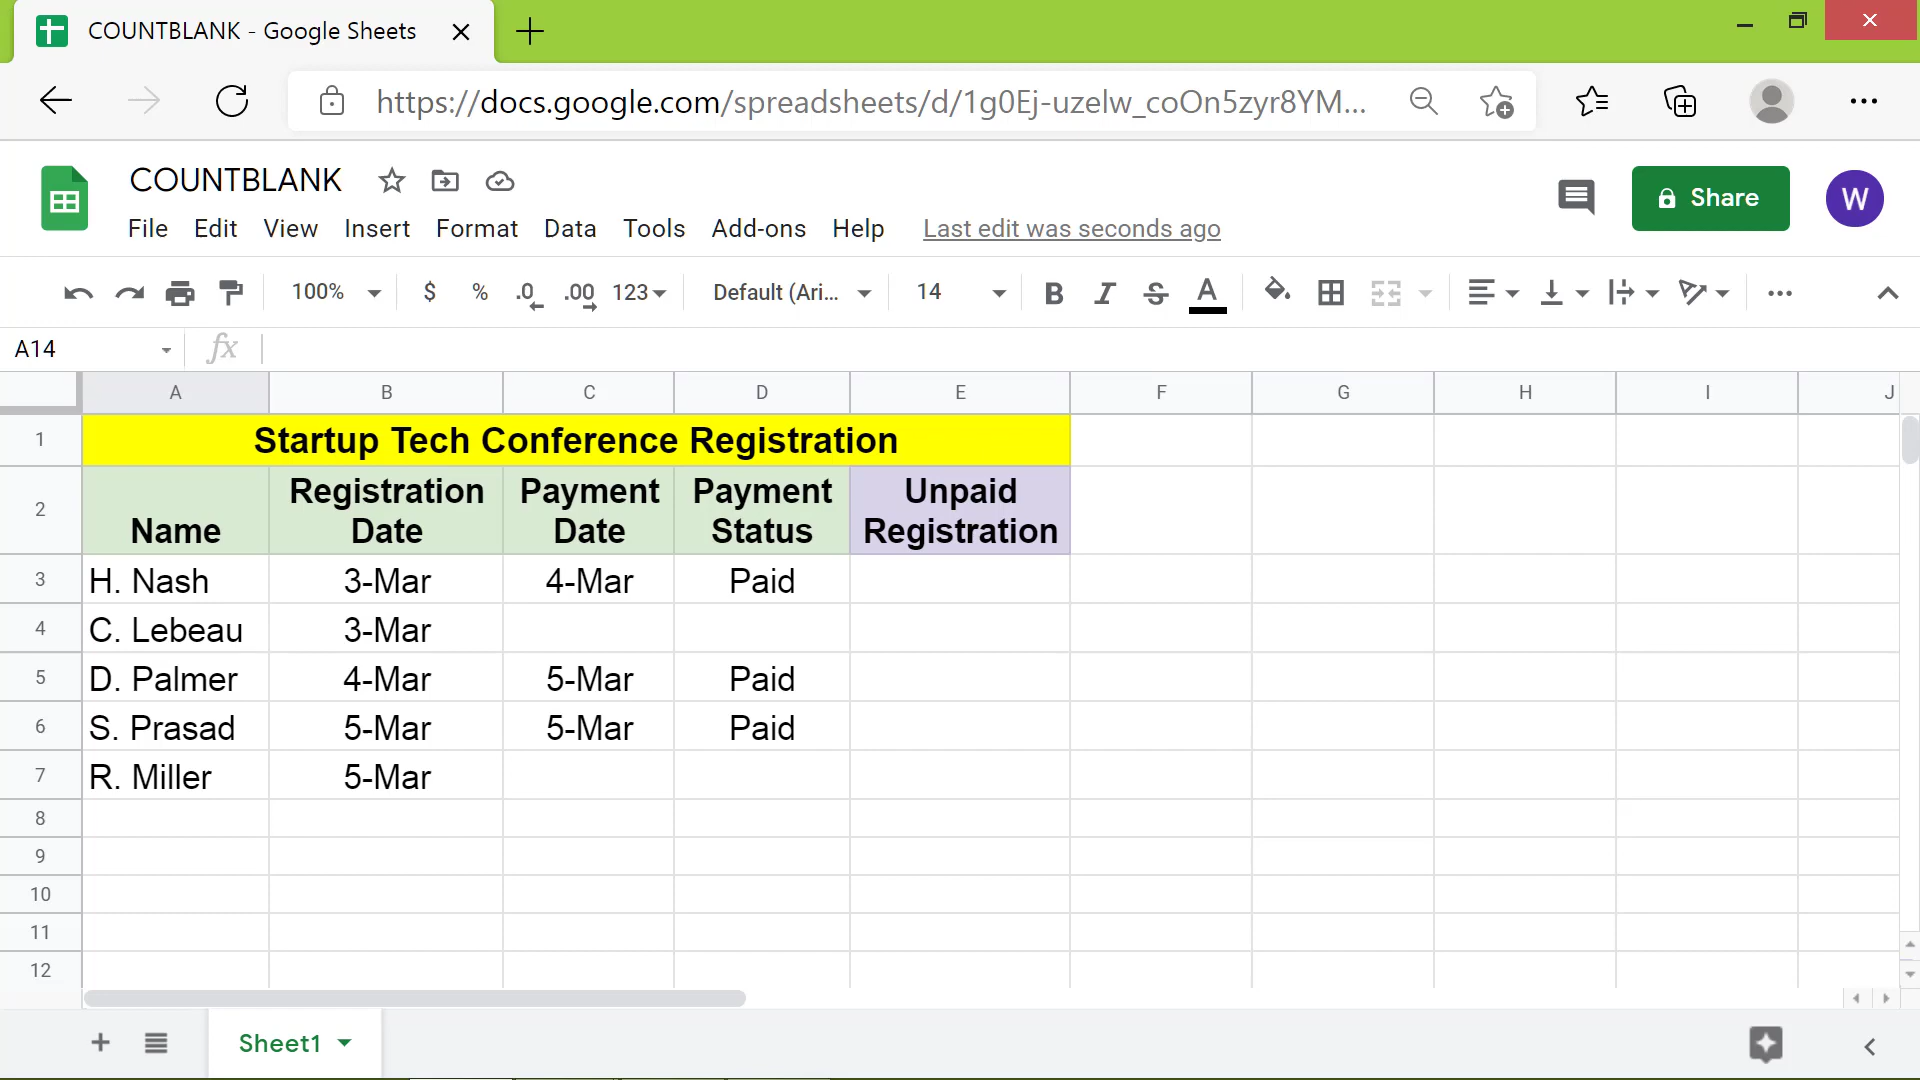 COUNTBLANK - Google Sheets
https://docs.google.com/spreadsheets/d/1g0Ej-uzelw_coOn5zyr8YM...
COUNTBLANK
Share
W
File Edit View Insert Format Data Tools Add-ons Help Last edit was seconds ago
100% $ % .0 .00 123 Default (Ari... 14 B I S A
A14 fx
A B C D E F G H I J
1 Startup Tech Conference Registration
2 Name Registration Date Payment Date Payment Status Unpaid Registration
3 H. Nash 3-Mar 4-Mar Paid
4 C. Lebeau 3-Mar
5 D. Palmer 4-Mar 5-Mar Paid
6 S. Prasad 5-Mar 5-Mar Paid
7 R. Miller 5-Mar
8
9
10
11
12
Sheet1